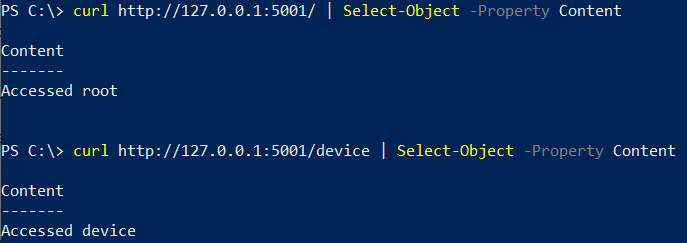 PS C:\> curl http://127.0.0.1:5001/ | Select-Object -Property Content
Content
-------
Accessed root
PS C:\> curl http://127.0.0.1:5001/device | Select-Object -Property Content
Content
-------
Accessed device